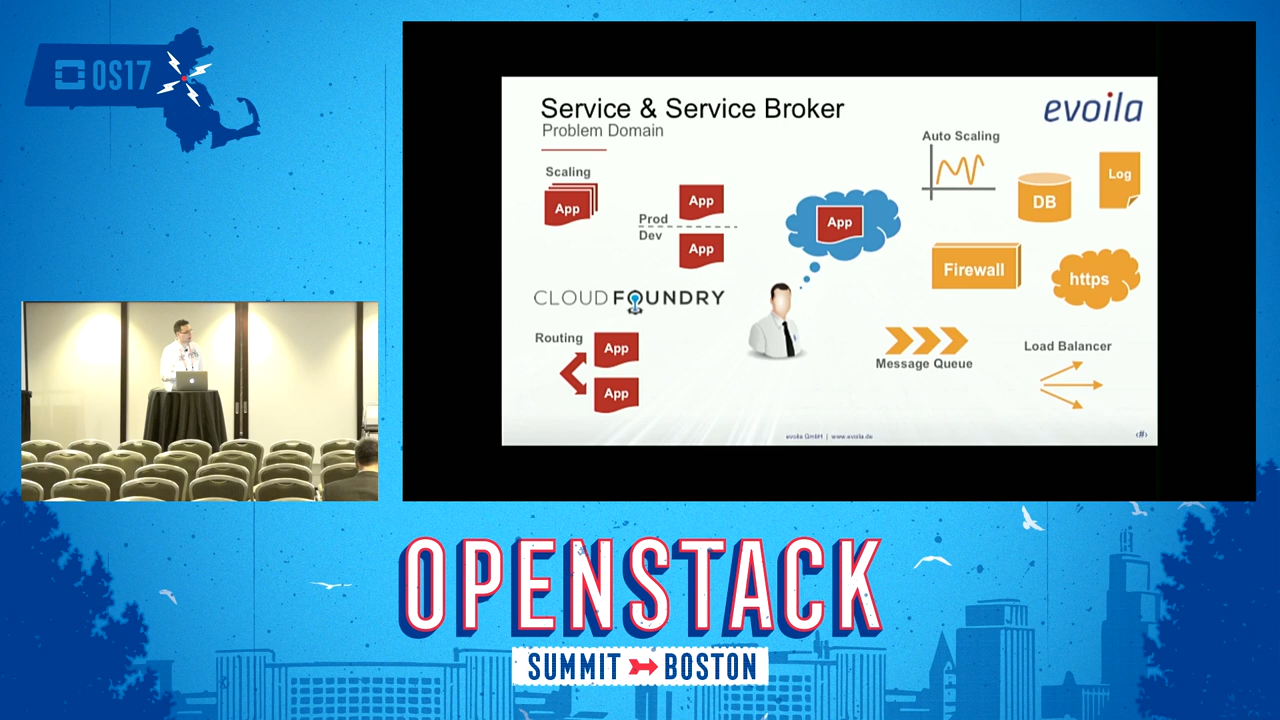 OS17
Service & Service Broker
Problem Domain
evoila
Scaling
App
Prod
Dev
App
App
CLOUD FOUNDRY
Routing
App
App
App
Auto Scaling
DB
Log
Firewall
https
Message Queue
Load Balancer
evoila GmbH | www.evoila.de
‹#›
OPENSTACK
SUMMIT BOSTON